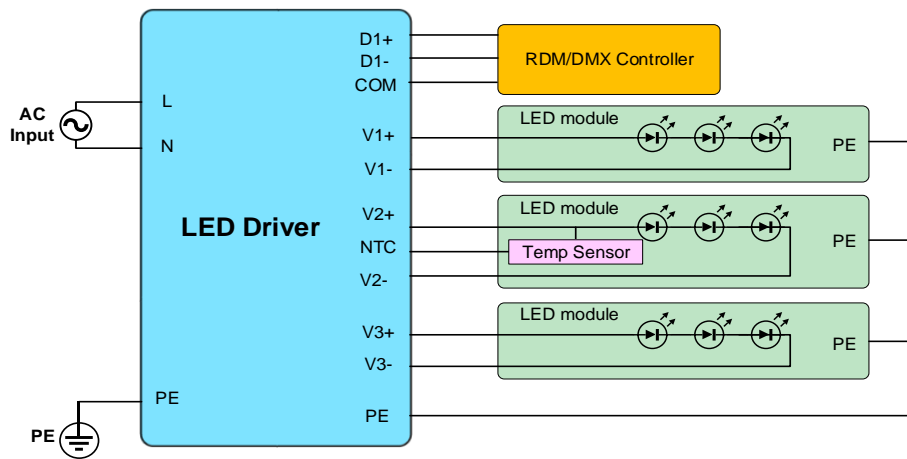 AC
Input
L
N
LED Driver
PE
PE
D1+
D1-
COM
V1+
V1-
V2+
NTC
V2-
V3+
V3-
PE
RDM/DMX Controller
LED module
PE
LED module
Temp Sensor
PE
LED module
PE